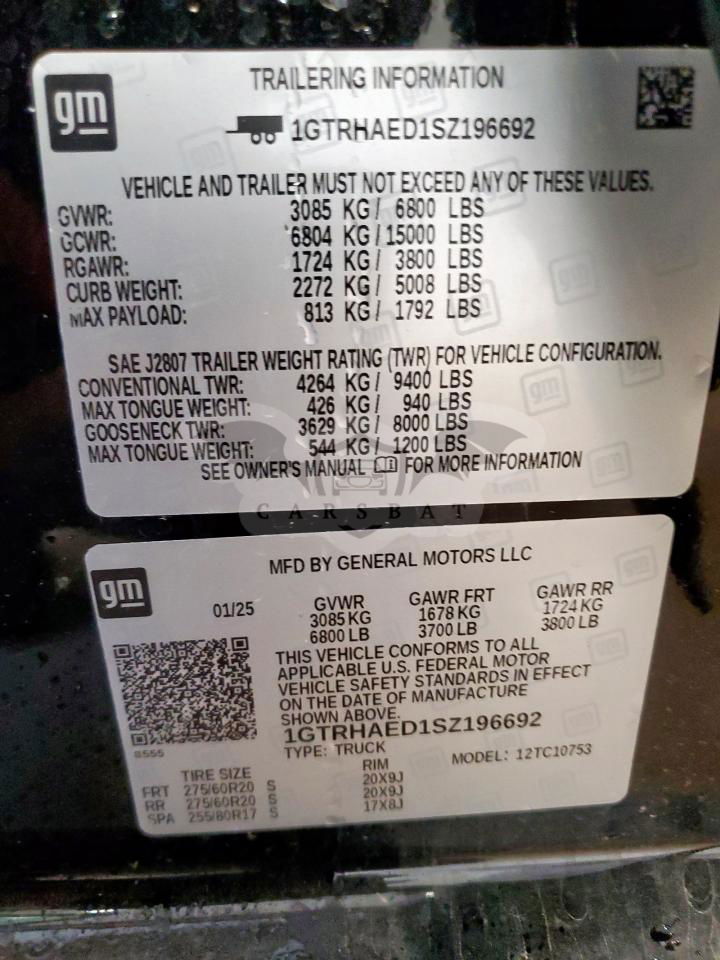 gm
TRAILERING INFORMATION
1GTRHAED1SZ196692
VEHICLE AND TRAILER MUST NOT EXCEED ANY OF THESE VALUES.
GVWR: 3085 KG / 6800 LBS
GCWR: 6804 KG / 15000 LBS
RGAWR: 1724 KG / 3800 LBS
CURB WEIGHT: 2272 KG / 5008 LBS
MAX PAYLOAD: 813 KG / 1792 LBS
SAE J2807 TRAILER WEIGHT RATING (TWR) FOR VEHICLE CONFIGURATION.
CONVENTIONAL TWR: 4264 KG / 9400 LBS
MAX TONGUE WEIGHT: 426 KG / 940 LBS
GOOSENECK TWR: 3629 KG / 8000 LBS
MAX TONGUE WEIGHT: 544 KG / 1200 LBS
SEE OWNER'S MANUAL FOR MORE INFORMATION
CARSBAT
gm
MFD BY GENERAL MOTORS LLC
01/25 GVWR GAWR FRT GAWR RR
3085 KG 1678 KG 1724 KG
6800 LB 3700 LB 3800 LB
THIS VEHICLE CONFORMS TO ALL
APPLICABLE U.S. FEDERAL MOTOR
VEHICLE SAFETY STANDARDS IN EFFECT
ON THE DATE OF MANUFACTURE
SHOWN ABOVE.
1GTRHAED1SZ196692
TYPE: TRUCK MODEL: 12TC10753
TIRE SIZE RIM
FRT 275/60R20 S 20X9J
RR 275/60R20 S 20X9J
SPA 255/80R17 S 17X8J